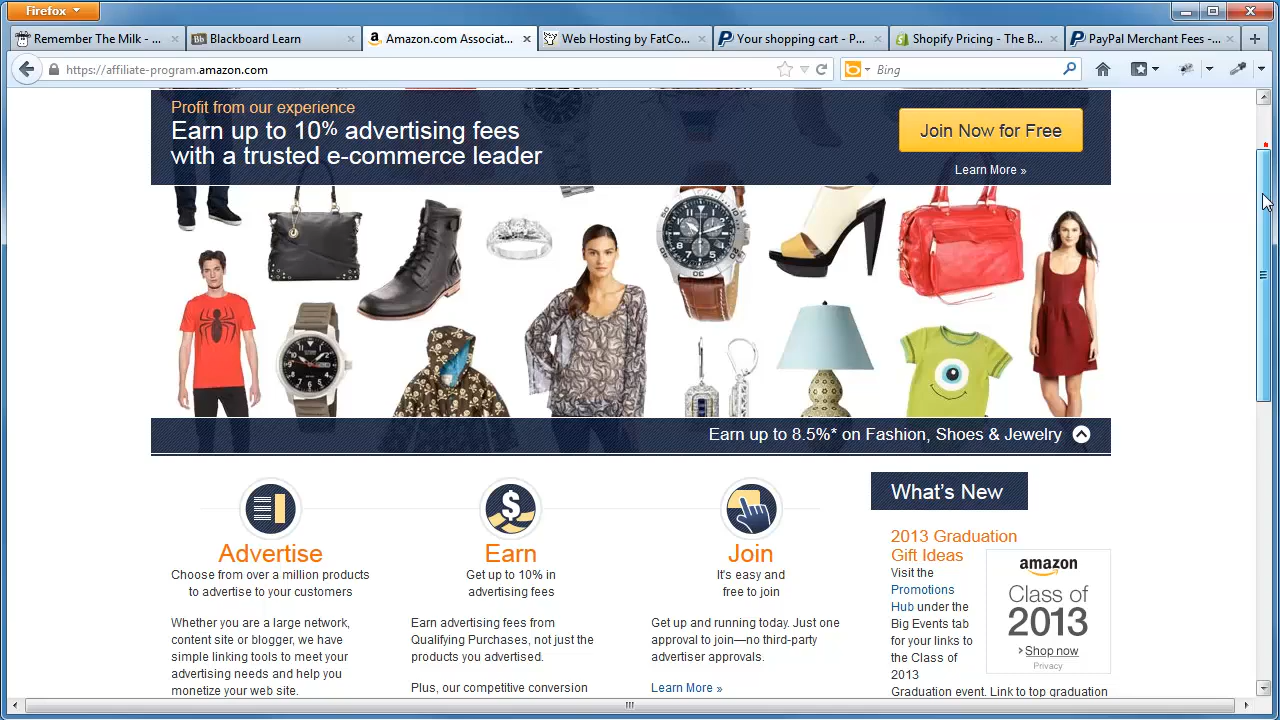 Firefox
Remember The Milk - ...
Bb
Blackboard Learn
Amazon.com Associat...
Web Hosting by FatCo...
Your shopping cart - P...
Shopify Pricing - The B...
PayPal Merchant Fees - ...
https://affiliate-program.amazon.com
Bing
Profit from our experience
Earn up to 10% advertising fees
with a trusted e-commerce leader
Join Now for Free
Learn More »
Earn up to 8.5%* on Fashion, Shoes & Jewelry
Advertise
Choose from over a million products
to advertise to your customers
Whether you are a large network,
content site or blogger, we have
simple linking tools to meet your
advertising needs and help you
monetize your web site.
$
Earn
Get up to 10% in
advertising fees
Earn advertising fees from
Qualifying Purchases, not just the
products you advertised.
Plus, our competitive conversion
Join
It's easy and
free to join
Get up and running today. Just one
approval to join—no third-party
advertiser approvals.
Learn More »
What's New
2013 Graduation
Gift Ideas
Visit the
Promotions
Hub under the
Big Events tab
for your links to
the Class of
2013
Graduation event. Link to top graduation
amazon
Class of
2013
Shop now
Privacy